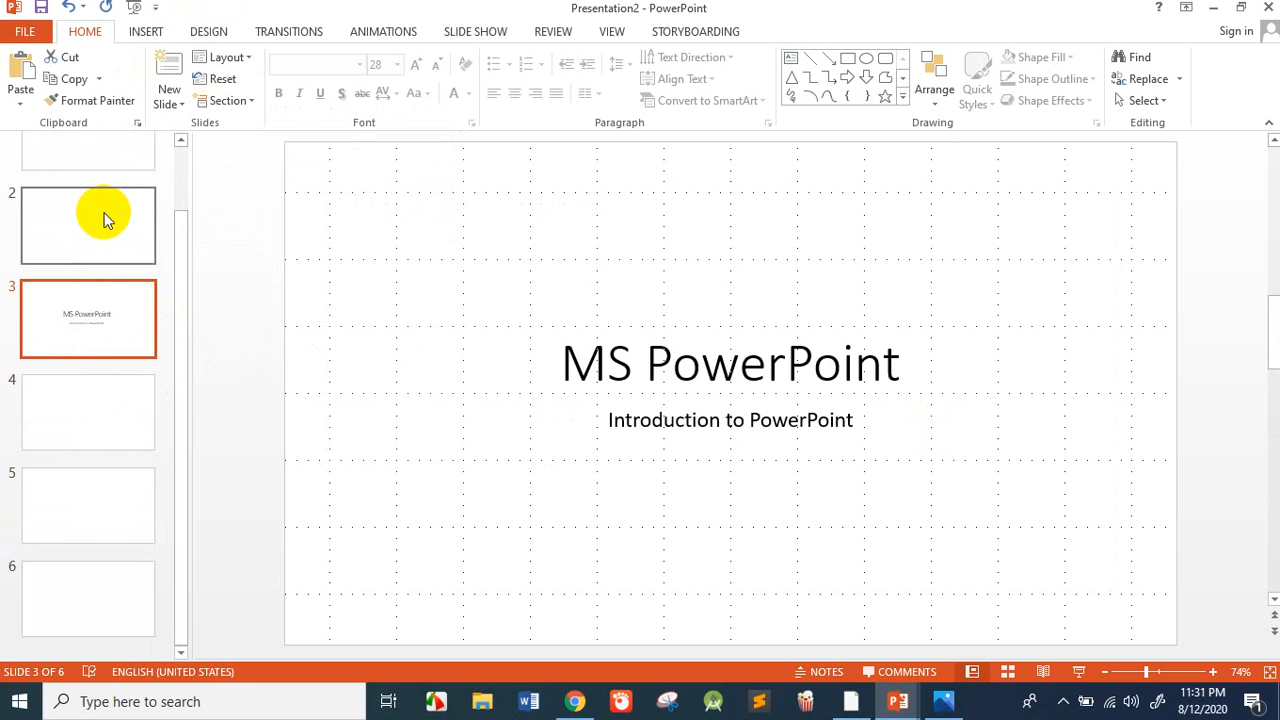 Presentation2 - PowerPoint
?
FILE HOME INSERT DESIGN TRANSITIONS ANIMATIONS SLIDE SHOW REVIEW VIEW STORYBOARDING Sign in
Paste
Cut
Copy
Format Painter
Clipboard
New
Slide
Layout
Reset
Section
Slides
28
B I U S abc AV Aa A
Font
Text Direction
Align Text
Convert to SmartArt
Paragraph
Arrange
Quick
Styles
Shape Fill
Shape Outline
Shape Effects
Drawing
Find
Replace
Select
Editing
2
3
MS PowerPoint
4
5
6
MS PowerPoint
Introduction to PowerPoint
SLIDE 3 OF 6 ENGLISH (UNITED STATES) NOTES COMMENTS 74%
Type here to search
11:31 PM
8/12/2020